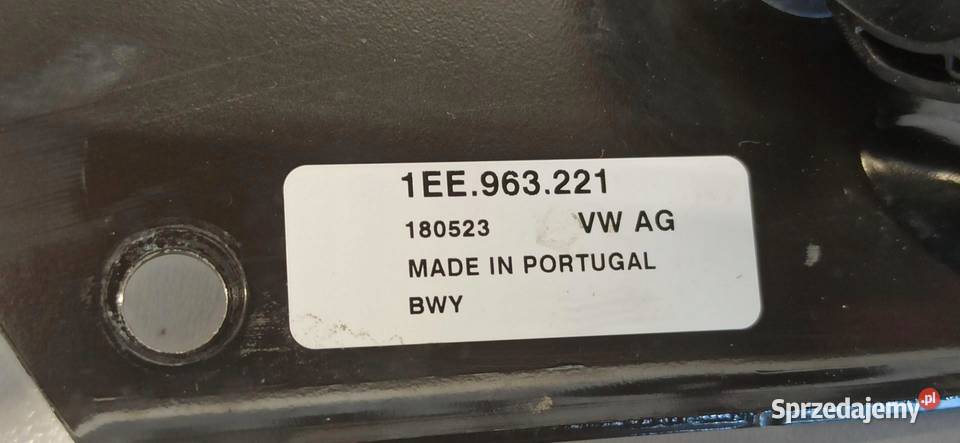 1EE.963.221
180523 VW AG
MADE IN PORTUGAL
BWY
Sprzedajemy.pl